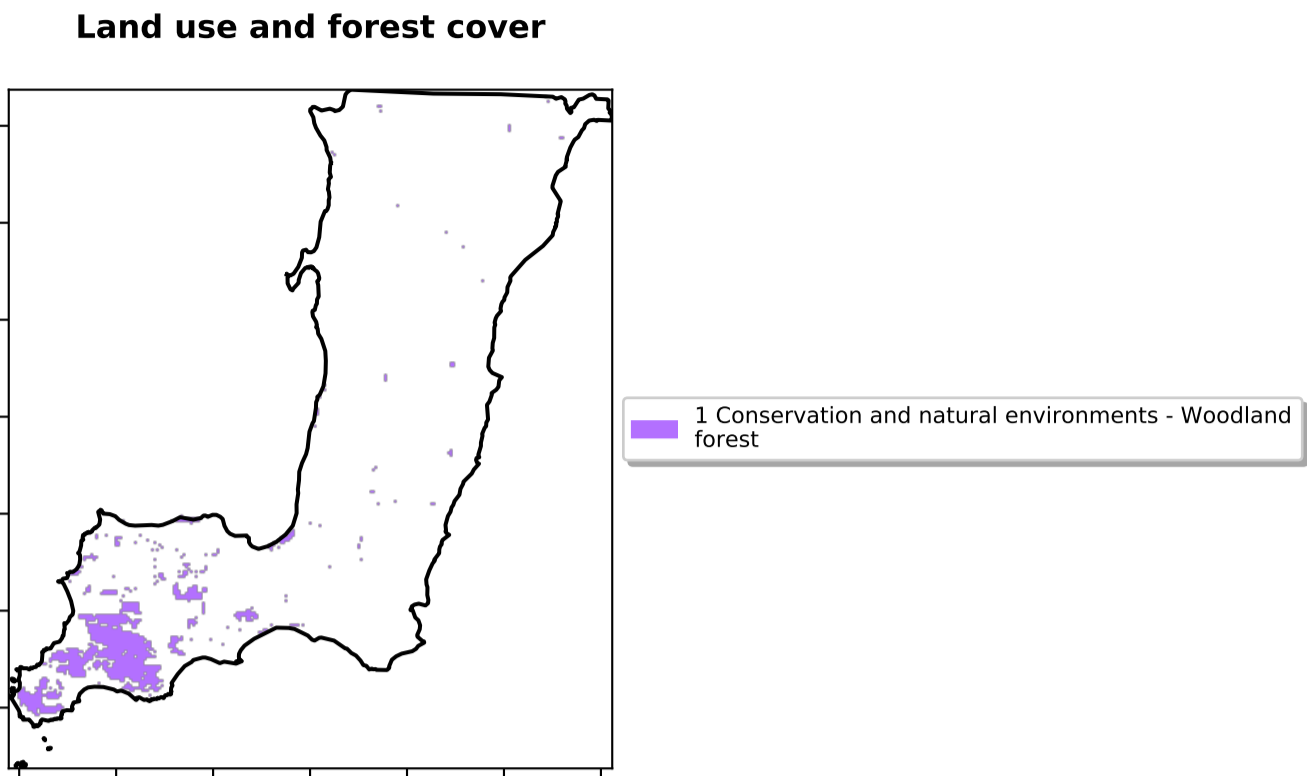 Land use and forest cover
1 Conservation and natural environments - Woodland
forest